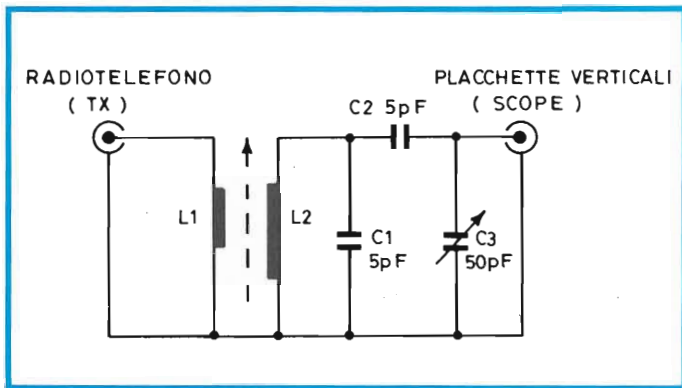 RADIOTELEFONO
( TX )
PLACCHETTE VERTICALI
( SCOPE )
C2 5pF
L1
L2
C1
5pF
C3
50pF